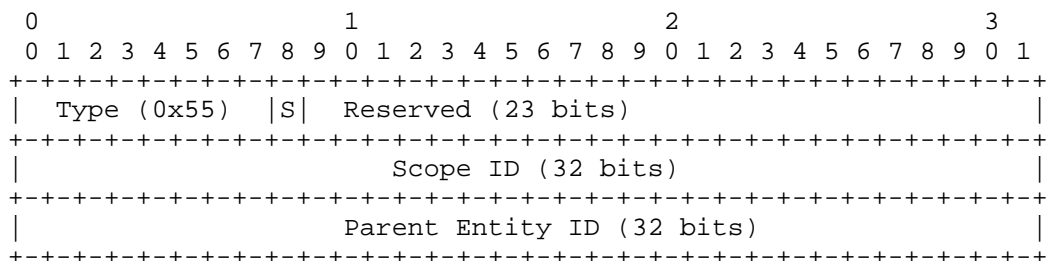 0                   1                   2                   3
 0 1 2 3 4 5 6 7 8 9 0 1 2 3 4 5 6 7 8 9 0 1 2 3 4 5 6 7 8 9 0 1
+-+-+-+-+-+-+-+-+-+-+-+-+-+-+-+-+-+-+-+-+-+-+-+-+-+-+-+-+-+-+-+-+
|  Type (0x55)  |S|  Reserved (23 bits)                         |
+-+-+-+-+-+-+-+-+-+-+-+-+-+-+-+-+-+-+-+-+-+-+-+-+-+-+-+-+-+-+-+-+
|                       Scope ID (32 bits)                      |
+-+-+-+-+-+-+-+-+-+-+-+-+-+-+-+-+-+-+-+-+-+-+-+-+-+-+-+-+-+-+-+-+
|                    Parent Entity ID (32 bits)                 |
+-+-+-+-+-+-+-+-+-+-+-+-+-+-+-+-+-+-+-+-+-+-+-+-+-+-+-+-+-+-+-+-+